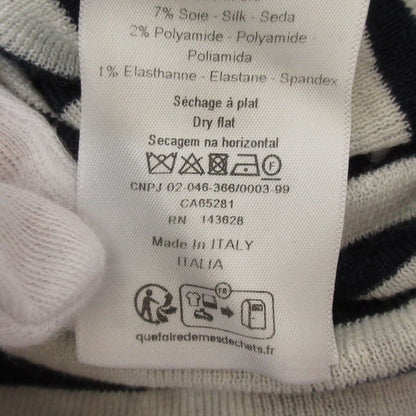 7% Soie - Silk - Seda
2% Polyamide - Polyamide -
Poliamida
1% Elasthanne - Elastane - Spandex
Séchage à plat
Dry flat
Secagem na horizontal
CNPJ 02-046-366/0003-99
CA65281
RN 143628
Made In ITALY
ITALIA
FR
quefairedemesdechets.fr